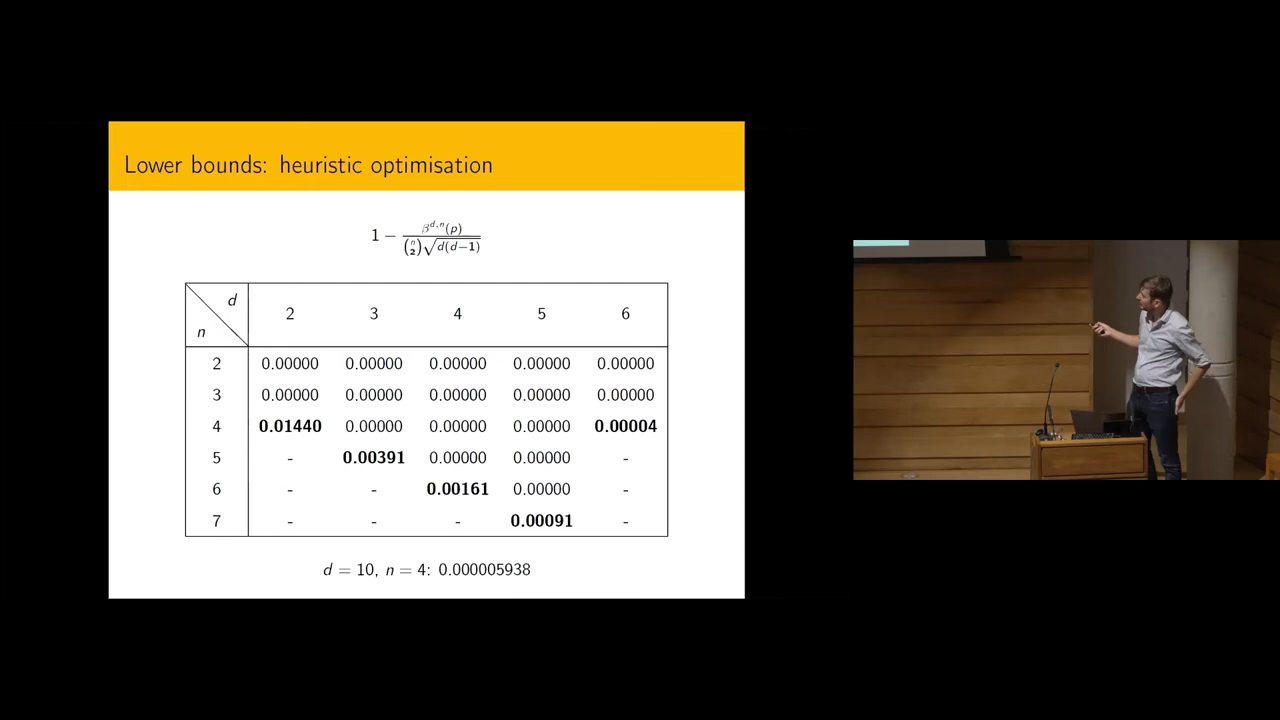 Lower bounds: heuristic optimisation
1 − β^{d,n}(p) / (n choose 2)√d(d−1)
d
n
2 3 4 5 6
2 0.00000 0.00000 0.00000 0.00000 0.00000
3 0.00000 0.00000 0.00000 0.00000 0.00000
4 0.01440 0.00000 0.00000 0.00000 0.00004
5 - 0.00391 0.00000 0.00000 -
6 - - 0.00161 0.00000 -
7 - - - 0.00091 -
d = 10, n = 4: 0.000005938